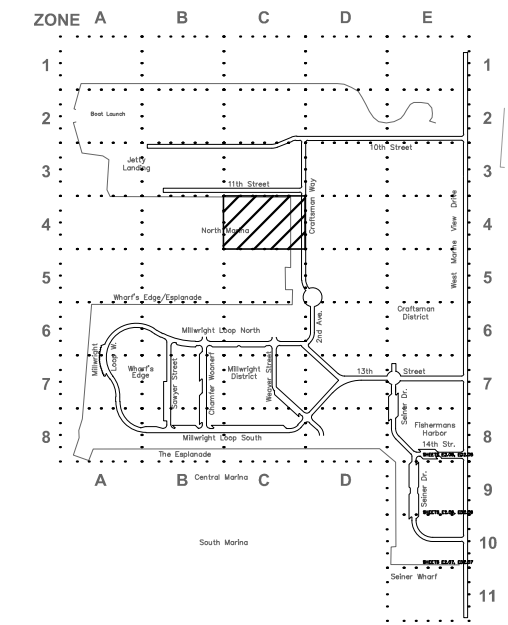 ZONE A B C D E
1 1
2 2
Boat Launch
10th Street
3 3
Jetty
Landing
11th Street
Craftsman Way
West Marine View Drive
4 4
North Marina
5 5
Wharf's Edge/Esplanade
Craftsman
District
2nd Ave.
6 6
Millwright Loop North
Millwright
Loop W.
Wharf's
Edge
Sawyer Street
Millwright
District
Weaver Street
13th Street
7 7
Seiner Dr.
Fishermans
Harbor
8 8
Millwright Loop South
14th Str.
The Esplanade
A B C D
Central Marina
Seiner Dr.
9
South Marina
10
Seiner Wharf
11